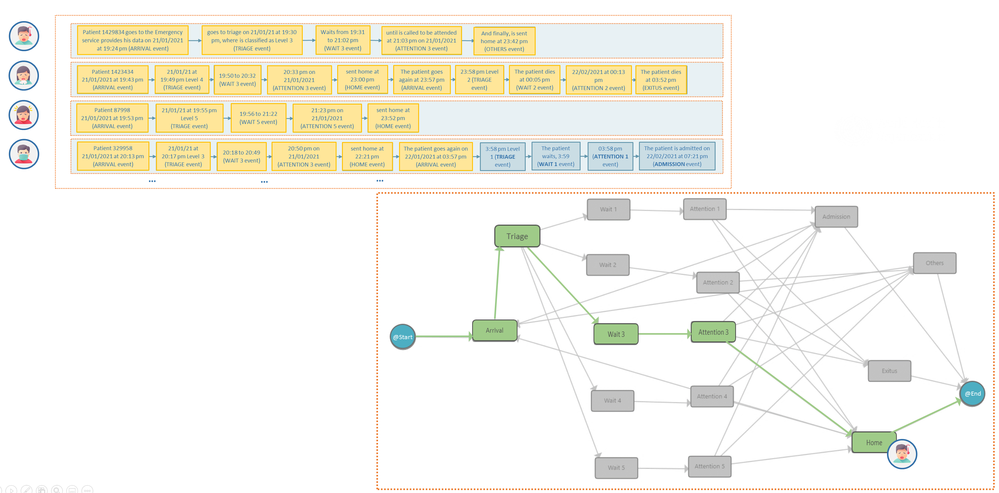 Patient 1429834 goes to the Emergency
service provides his data on 21/01/2021
at 19:24 pm (ARRIVAL event)
goes to triage on 21/01/21 at 19:30
pm, where is classified as Level 3
(TRIAGE event)
Waits from 19:31
to 21:02 pm
(WAIT 3 event)
until is called to be attended
at 21:03 pm on 21/01/2021
(ATTENTION 3 event)
And finally, is sent
home at 23:42 pm
(OTHERS event)
Patient 1423434
21/01/2021 at 19:43 pm
(ARRIVAL event)
21/01/21 at
19:49 pm Level 4
(TRIAGE event)
19:50 to 20:32
(WAIT 3 event)
20:33 pm on
21/01/2021
(ATTENTION 3 event)
sent home at
23:00 pm
(HOME event)
The patient goes
again at 23:57 pm
(ARRIVAL event)
23:58 pm Level
2 (TRIAGE
event)
The patient dies
at 00:05 pm
(WAIT 2 event)
22/02/2021 at 00:13
pm
(ATTENTION 2 event)
The patient dies
at 03:52 pm
(EXITUS event)
Patient 87998
21/01/2021 at 19:53 pm
(ARRIVAL event)
21/01/21 at 19:55 pm
Level 5
(TRIAGE event)
19:56 to 21:22
(WAIT 5 event)
21:23 pm on
21/01/2021
(ATTENTION 5 event)
sent home at
23:52 pm
(HOME event)
Patient 329958
21/01/2021 at 20:13 pm
(ARRIVAL event)
21/01/21 at
20:17 pm Level 3
(TRIAGE event)
20:18 to 20:49
(WAIT 3 event)
20:50 pm on
21/01/2021
(ATTENTION 3 event)
sent home at
22:21 pm
(HOME event)
The patient goes again on
22/01/2021 at 03:57 pm
(ARRIVAL event)
3:58 pm Level
1 (TRIAGE
event)
The patient
waits, 3:59
(WAIT 1 event)
03:58 pm
(ATTENTION 1
event)
The patient is admitted on
22/02/2021 at 07:21 pm
(ADMISSION event)
... ... ...
Wait 1
Attention 1
Admission
Triage
Wait 2
Others
Attention 2
Arrival
@Start
Wait 3
Attention 3
Exitus
@End
Wait 4
Attention 4
Home
Wait 5
Attention 5